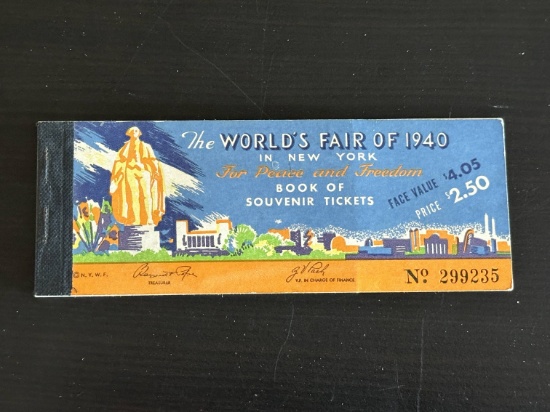 The WORLD'S FAIR OF 1940
IN NEW YORK
For Peace and Freedom
BOOK OF
SOUVENIR TICKETS
FACE VALUE $4.05
PRICE $2.50
© N.Y.W.F.
TREASURER
V.P. IN CHARGE OF FINANCE
No. 299235